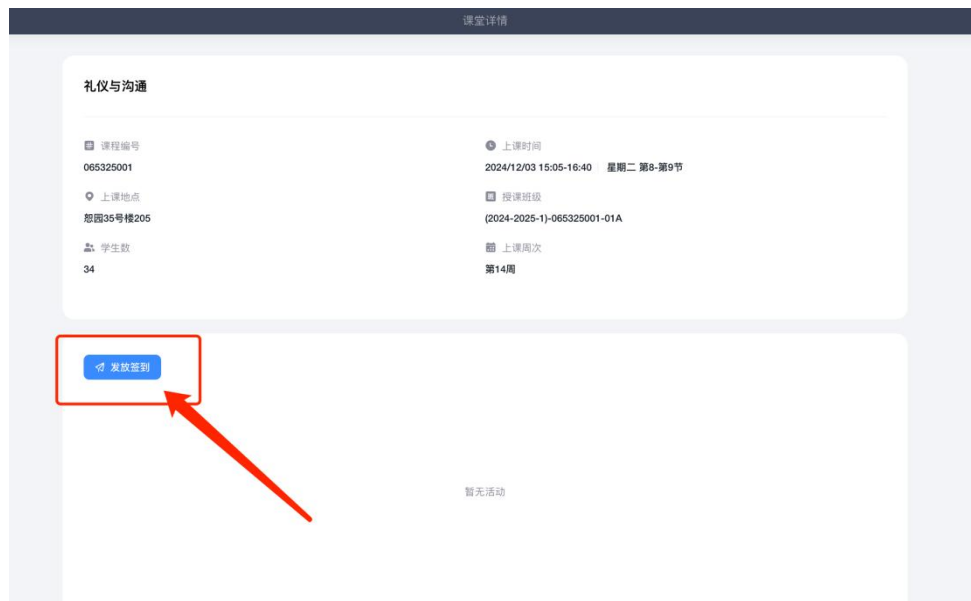 课堂详情
礼仪与沟通
课程编号
065325001
上课时间
2024/12/03 15:05-16:40 星期二 第8-第9节
上课地点
恕园35号楼205
授课班级
(2024-2025-1)-065325001-01A
学生数
34
上课周次
第14周
发放签到
暂无活动